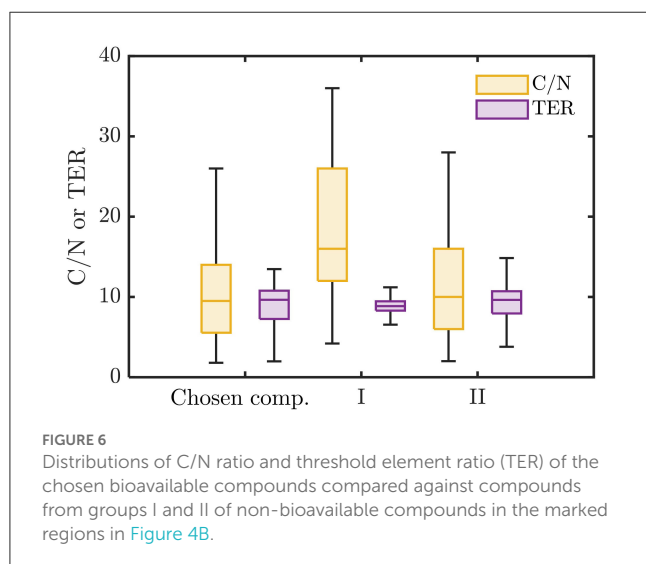 40
30
20
10
0
C/N or TER
C/N
TER
Chosen comp. I II
FIGURE 6
Distributions of C/N ratio and threshold element ratio (TER) of the
chosen bioavailable compounds compared against compounds
from groups I and II of non-bioavailable compounds in the marked
regions in Figure 4B.